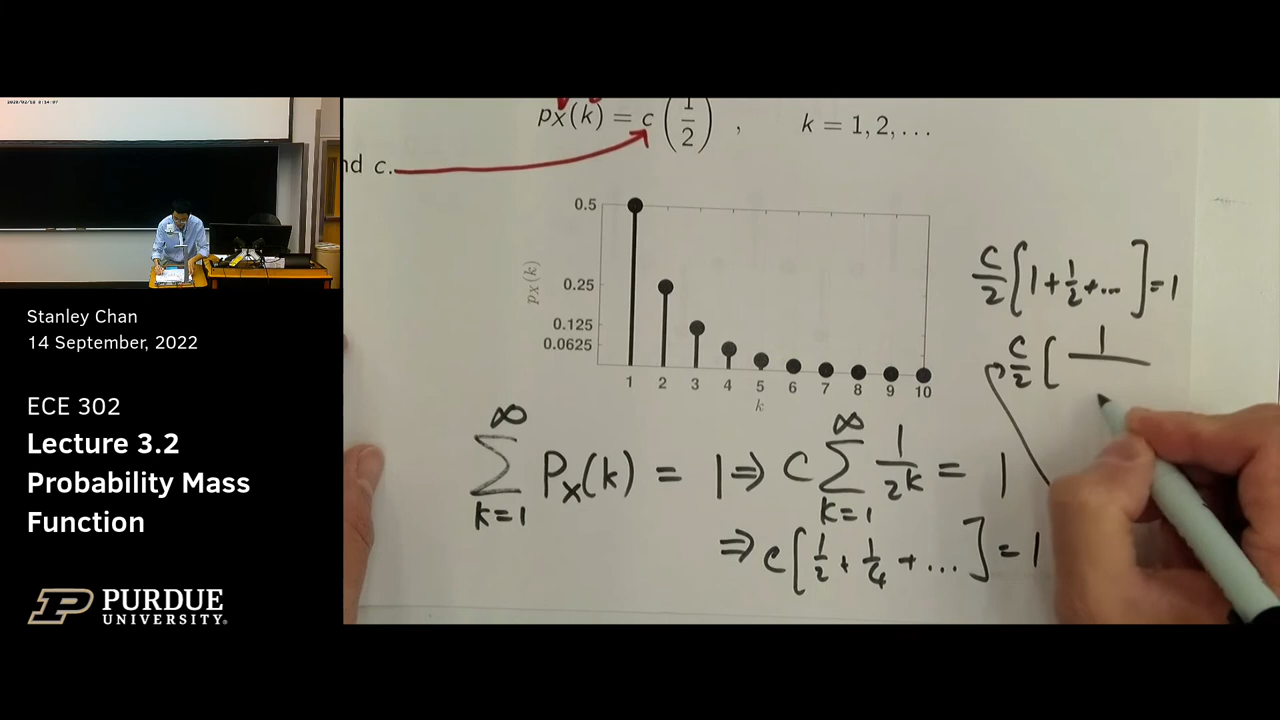 Stanley Chan
14 September, 2022
ECE 302
Lecture 3.2
Probability Mass
Function
PURDUE
UNIVERSITY®
pX(k) = c (1/2) , k = 1, 2, . . .
nd c.
0.5
0.25
0.125
0.0625
pX(k)
1 2 3 4 5 6 7 8 9 10
k
∑_{k=1}^{∞} P_X(k) = 1 ⇒ C ∑_{k=1}^{∞} 1/2^k = 1
⇒ c [ 1/2 + 1/4 + ... ] = 1
C/2 [ 1 + 1/2 + ... ] = 1
C/2 [ 1